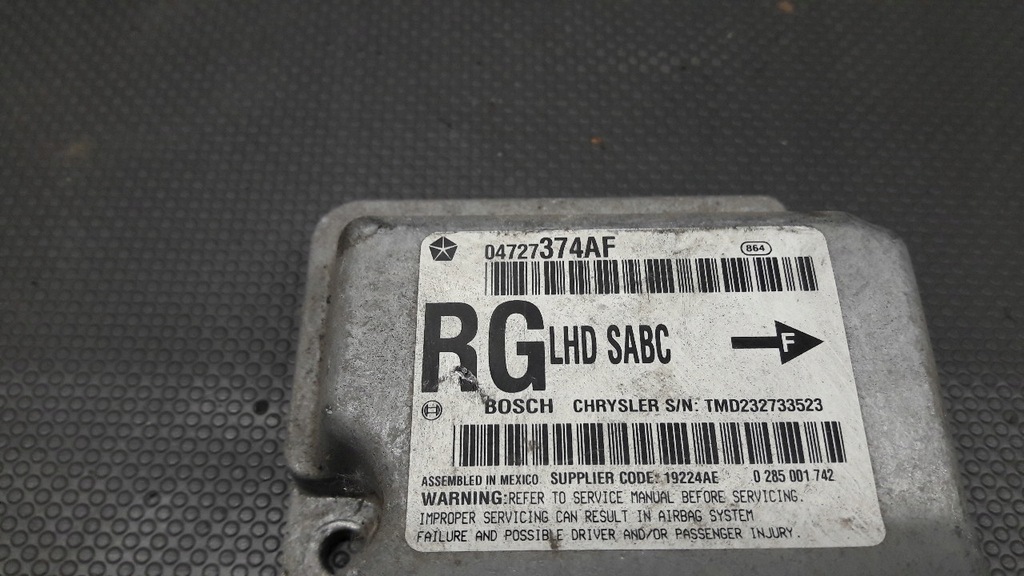 04727374AF 864
RG LHD SABC F
BOSCH CHRYSLER S/N: TMD232733523
ASSEMBLED IN MEXICO SUPPLIER CODE: 19224AE 0 285 001 742
WARNING:REFER TO SERVICE MANUAL BEFORE SERVICING.
IMPROPER SERVICING CAN RESULT IN AIRBAG SYSTEM
FAILURE AND POSSIBLE DRIVER AND/OR PASSENGER INJURY.